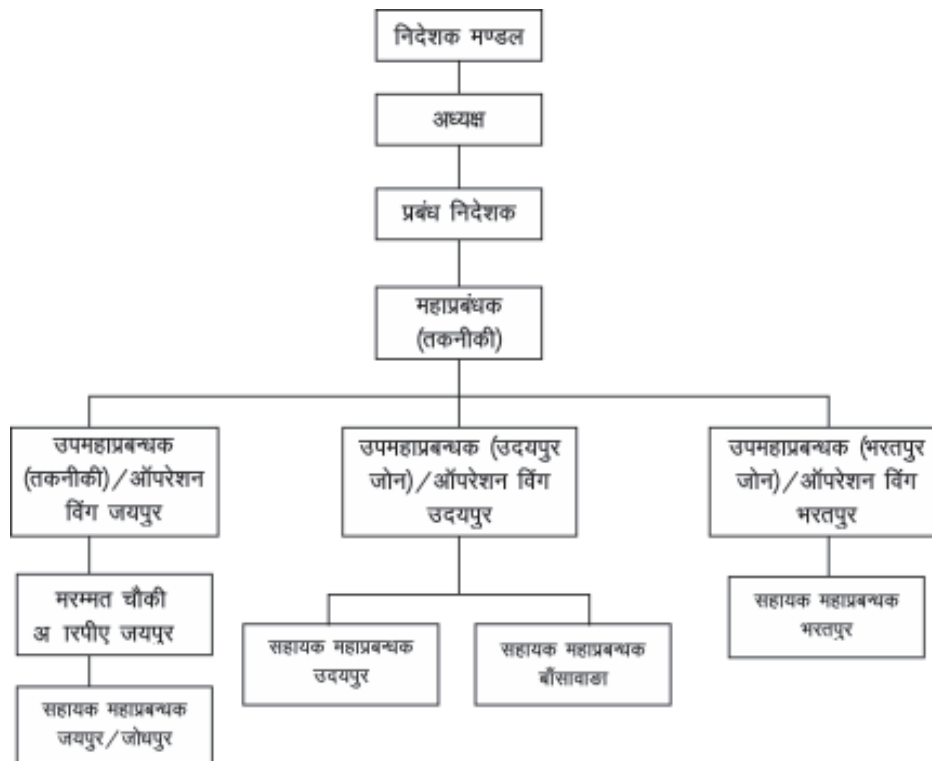 निदेशक मण्डल
अध्यक्ष
प्रबंध निदेशक
महाप्रबंधक
(तकनीकी)
उपमहाप्रबन्धक
(तकनीकी)/ऑपरेशन
विंग जयपुर
उपमहाप्रबन्धक (उदयपुर
जोन)/ऑपरेशन विंग
उदयपुर
उपमहाप्रबन्धक (भरतपुर
जोन)/ऑपरेशन विंग
भरतपुर
मरम्मत चौकी
अ ारपीए जयपुर
सहायक महाप्रबन्धक
उदयपुर
सहायक महाप्रबन्धक
बाँसावाङा
सहायक महाप्रबन्धक
भरतपुर
सहायक महाप्रबन्धक
जयपुर/जोधपुर